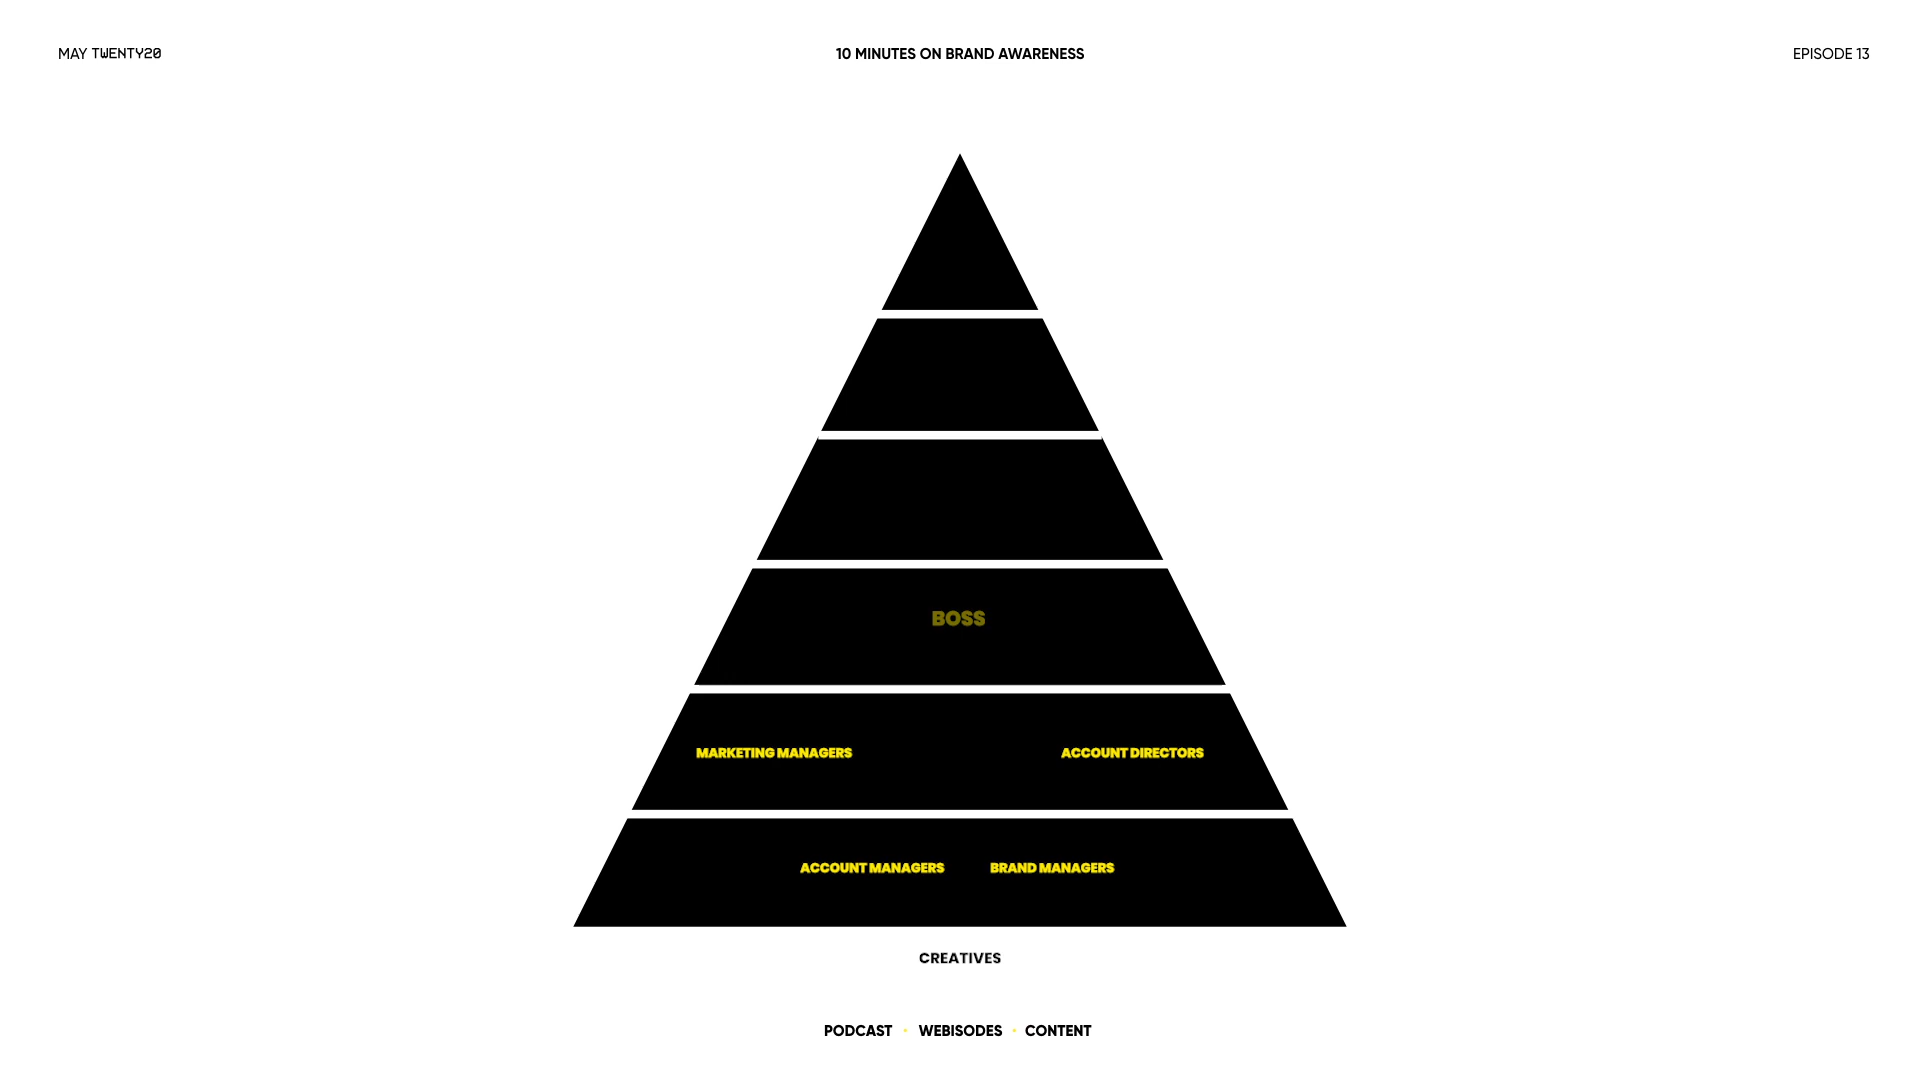 MAY TWENTY20
10 MINUTES ON BRAND AWARENESS
EPISODE 13
BOSS
MARKETING MANAGERS
ACCOUNT DIRECTORS
ACCOUNT MANAGERS
BRAND MANAGERS
CREATIVES
PODCAST • WEBISODES • CONTENT